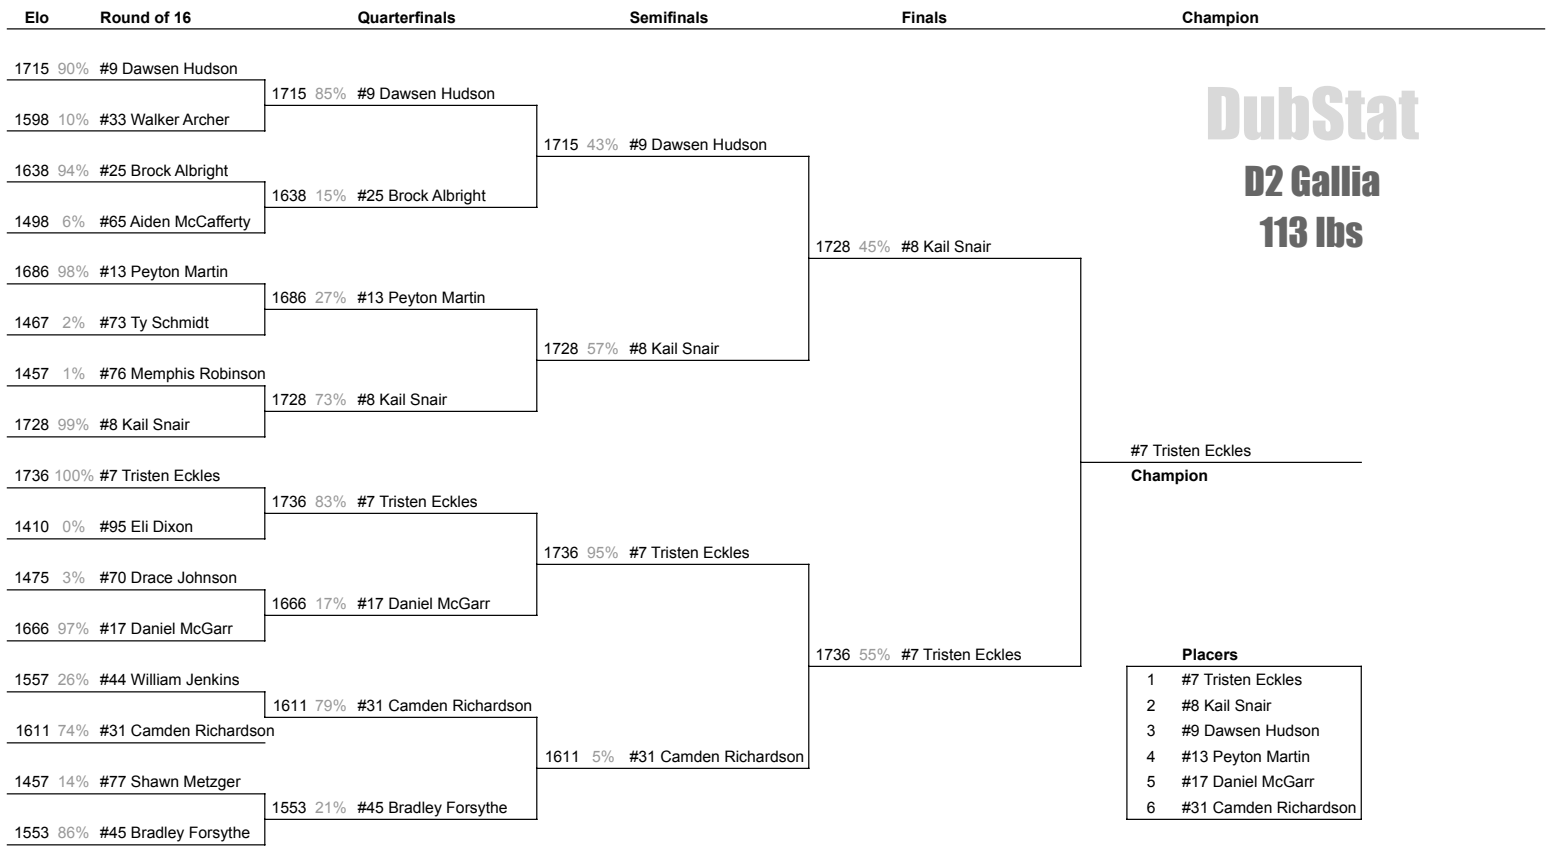 Elo Round of 16 Quarterfinals Semifinals Finals Champion
1715 90% #9 Dawsen Hudson
1715 85% #9 Dawsen Hudson
DubStat
1598 10% #33 Walker Archer
1715 43% #9 Dawsen Hudson
1638 94% #25 Brock Albright
D2 Gallia
1638 15% #25 Brock Albright
1498 6% #65 Aiden McCafferty
113 lbs
1728 45% #8 Kail Snair
1686 98% #13 Peyton Martin
1686 27% #13 Peyton Martin
1467 2% #73 Ty Schmidt
1728 57% #8 Kail Snair
1457 1% #76 Memphis Robinson
1728 73% #8 Kail Snair
1728 99% #8 Kail Snair
#7 Tristen Eckles
1736 100% #7 Tristen Eckles
Champion
1736 83% #7 Tristen Eckles
1410 0% #95 Eli Dixon
1736 95% #7 Tristen Eckles
1475 3% #70 Drace Johnson
1666 17% #17 Daniel McGarr
1666 97% #17 Daniel McGarr
1736 55% #7 Tristen Eckles
Placers
1557 26% #44 William Jenkins
1 #7 Tristen Eckles
1611 79% #31 Camden Richardson
2 #8 Kail Snair
1611 74% #31 Camden Richardson
3 #9 Dawsen Hudson
1611 5% #31 Camden Richardson
4 #13 Peyton Martin
1457 14% #77 Shawn Metzger
5 #17 Daniel McGarr
1553 21% #45 Bradley Forsythe
6 #31 Camden Richardson
1553 86% #45 Bradley Forsythe